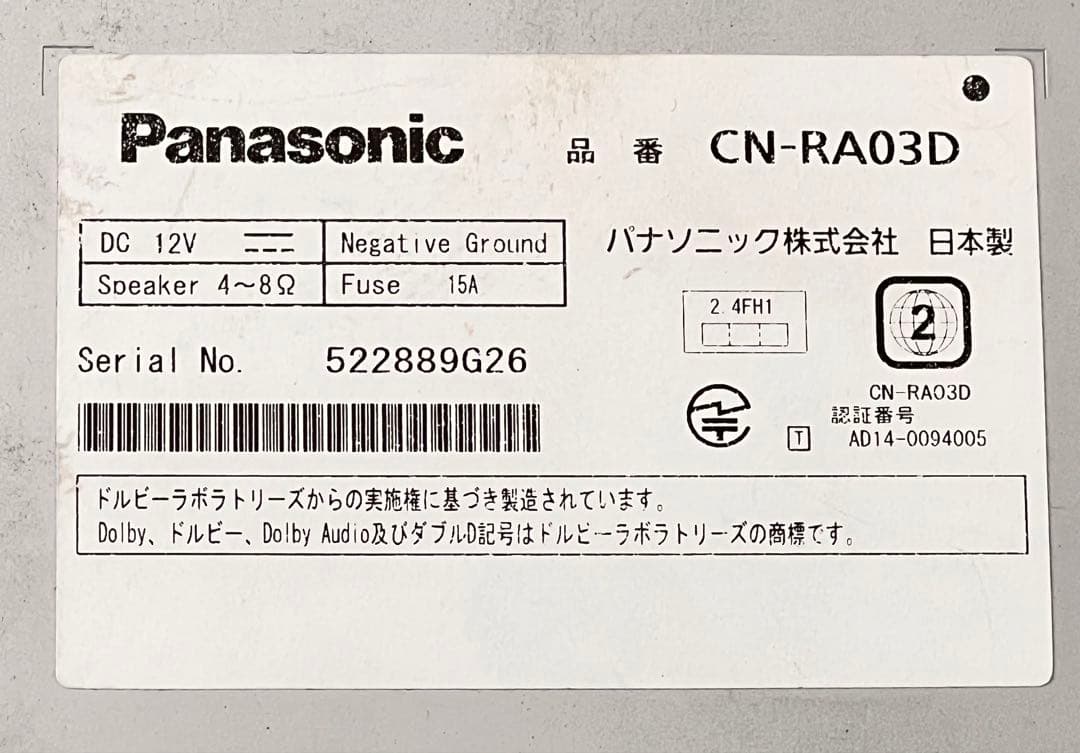 Panasonic 品番 CN-RA03D
DC 12V Negative Ground
Speaker 4～8Ω Fuse 15A
パナソニック株式会社 日本製
2.4FH1
2
Serial No. 522889G26
CN-RA03D
認証番号
T AD14-0094005
ドルビーラボラトリーズからの実施権に基づき製造されています。
Dolby、ドルビー、Dolby Audio及びダブルD記号はドルビーラボラトリーズの商標です。